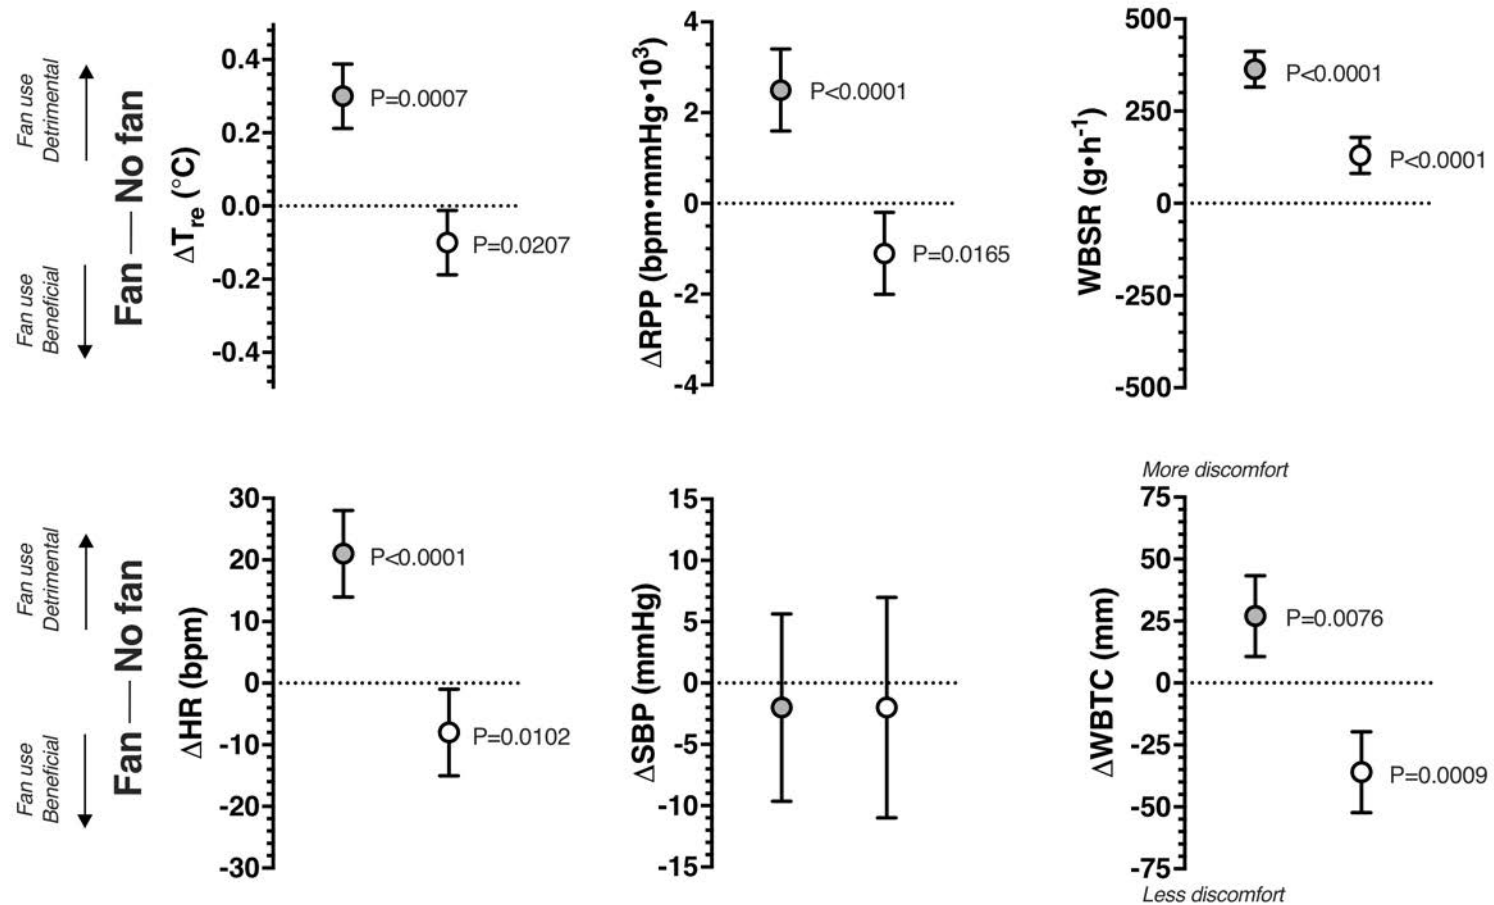 Fan use
Detrimental
Fan use
Beneficial
Fan — No fan
ΔTre (°C)
0.4
0.2
0.0
-0.2
-0.4
P=0.0007
P=0.0207
ΔRPP (bpm•mmHg•10³)
4
2
0
-2
-4
P<0.0001
P=0.0165
WBSR (g•h⁻¹)
500
250
0
-250
-500
P<0.0001
P<0.0001
Fan use
Detrimental
Fan use
Beneficial
Fan — No fan
ΔHR (bpm)
30
20
10
0
-10
-20
-30
P<0.0001
P=0.0102
ΔSBP (mmHg)
15
10
5
0
-5
-10
-15
More discomfort
ΔWBTC (mm)
75
50
25
0
-25
-50
-75
P=0.0076
P=0.0009
Less discomfort